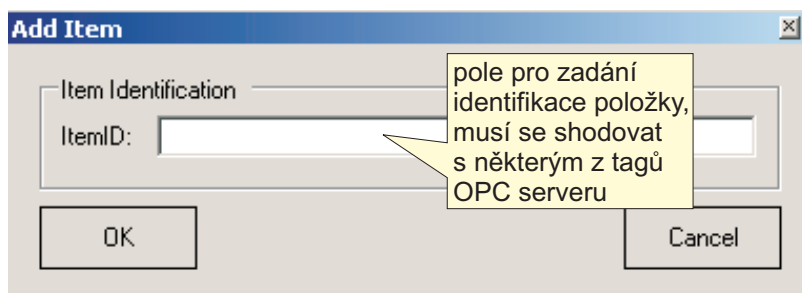 Add Item
Item Identification
ItemID:
pole pro zadání
identifikace položky,
musí se shodovat
s některým z tagů
OPC serveru
OK
Cancel